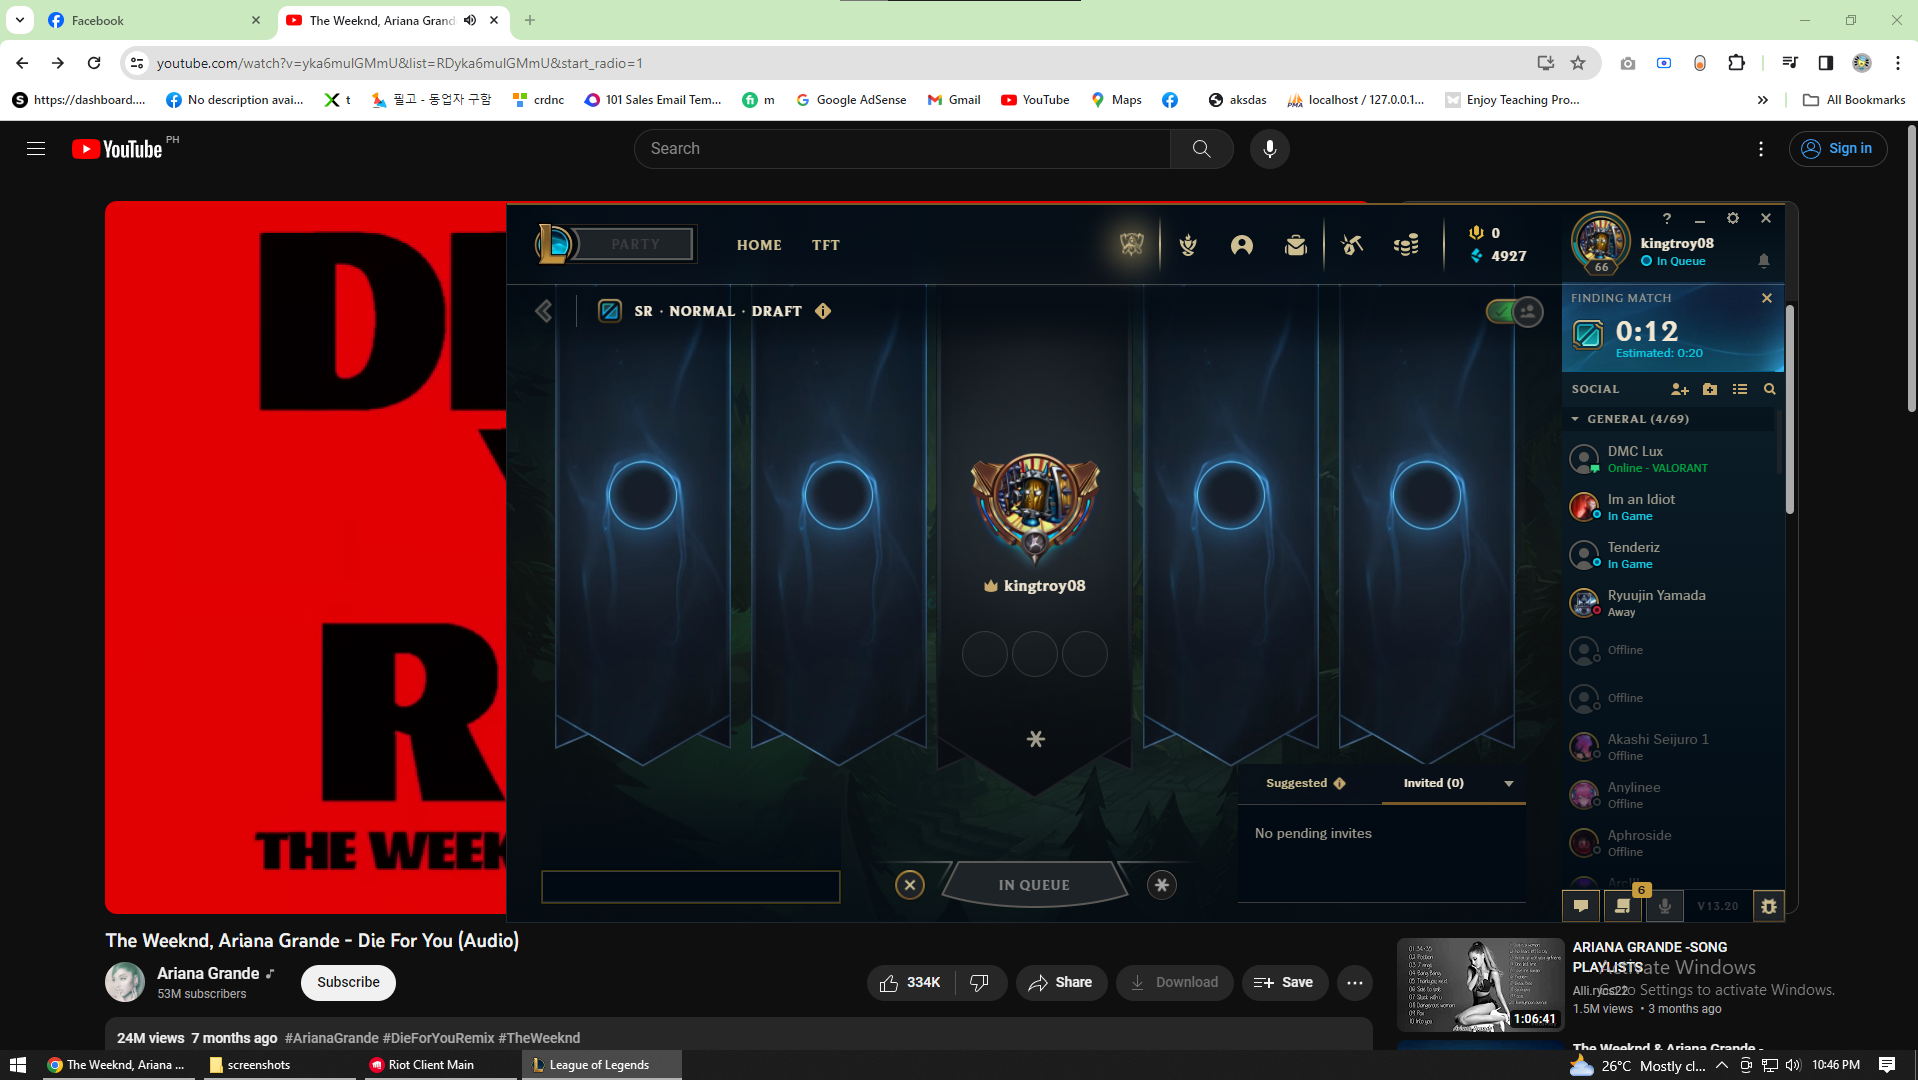 Facebook
The Weeknd, Ariana Grand
youtube.com/watch?v=yka6mulGMmU&list=RDyka6mulGMmU&start_radio=1
https://dashboard....
No description avai...
t
필고 - 동업자 구함
crdnc
101 Sales Email Tem...
m
Google AdSense
Gmail
YouTube
Maps
aksdas
localhost / 127.0.0.1...
Enjoy Teaching Pro...
All Bookmarks
YouTube PH
Search
Sign in
PARTY
HOME
TFT
0
4927
kingtroy08
In Queue
66
SR · NORMAL · DRAFT
FINDING MATCH
0:12
Estimated: 0:20
SOCIAL
GENERAL (4/69)
DMC Lux
Online - VALORANT
Im an Idiot
In Game
Tenderiz
In Game
Ryuujin Yamada
Away
Offline
Offline
Akashi Seijuro 1
Offline
Anylinee
Offline
Aphroside
Offline
kingtroy08
Suggested
Invited (0)
No pending invites
IN QUEUE
6
V13.20
THE WEEK
The Weeknd, Ariana Grande - Die For You (Audio)
Ariana Grande
53M subscribers
Subscribe
334K
Share
Download
Save
24M views 7 months ago #ArianaGrande #DieForYouRemix #TheWeeknd
ARIANA GRANDE -SONG
PLAYLISTS
1.5M views • 3 months ago
1:06:41
Activate Windows
Go to Settings to activate Windows.
The Weeknd & Ariana Grande -
The Weeknd, Ariana ...
screenshots
Riot Client Main
League of Legends
26°C Mostly cl...
10:46 PM